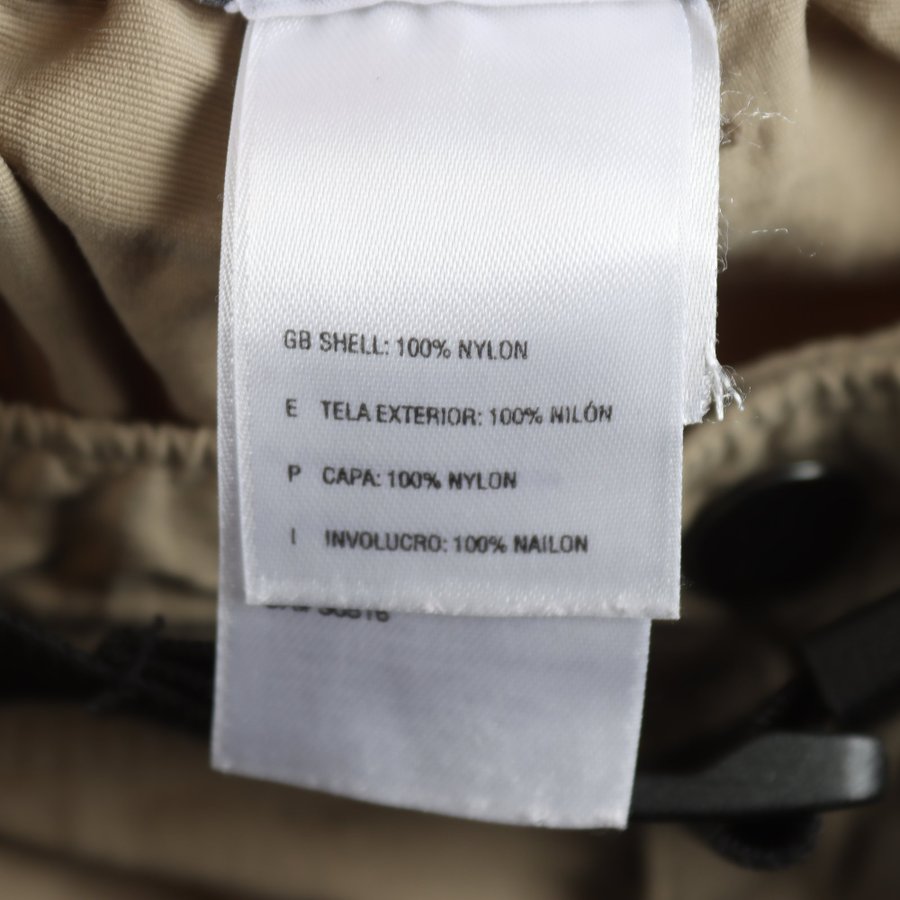 GB SHELL: 100% NYLON
E TELA EXTERIOR: 100% NILÓN
P CAPA: 100% NYLON
I INVOLUCRO: 100% NAILON